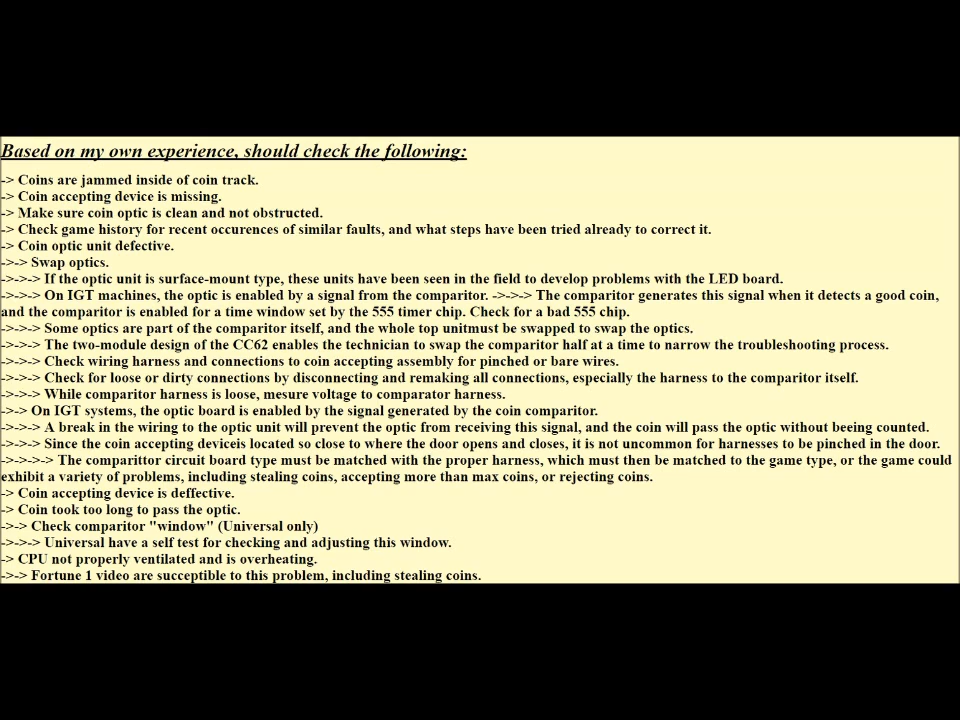 Based on my own experience, should check the following:
-> Coins are jammed inside of coin track.
-> Coin accepting device is missing.
-> Make sure coin optic is clean and not obstructed.
-> Check game history for recent occurences of similar faults, and what steps have been tried already to correct it.
-> Coin optic unit defective.
->-> Swap optics.
->->-> If the optic unit is surface-mount type, these units have been seen in the field to develop problems with the LED board.
->->-> On IGT machines, the optic is enabled by a signal from the comparitor. ->->-> The comparitor generates this signal when it detects a good coin,
and the comparitor is enabled for a time window set by the 555 timer chip. Check for a bad 555 chip.
->->-> Some optics are part of the comparitor itself, and the whole top unitmust be swapped to swap the optics.
->->-> The two-module design of the CC62 enables the technician to swap the comparitor half at a time to narrow the troubleshooting process.
->->-> Check wiring harness and connections to coin accepting assembly for pinched or bare wires.
->->-> Check for loose or dirty connections by disconnecting and remaking all connections, especially the harness to the comparitor itself.
->->-> While comparitor harness is loose, mesure voltage to comparator harness.
->-> On IGT systems, the optic board is enabled by the signal generated by the coin comparitor.
->->-> A break in the wiring to the optic unit will prevent the optic from receiving this signal, and the coin will pass the optic without beeing counted.
->->-> Since the coin accepting deviceis located so close to where the door opens and closes, it is not uncommon for harnesses to be pinched in the door.
->->->-> The comparittor circuit board type must be matched with the proper harness, which must then be matched to the game type, or the game could
exhibit a variety of problems, including stealing coins, accepting more than max coins, or rejecting coins.
-> Coin accepting device is deffective.
-> Coin took too long to pass the optic.
->-> Check comparitor "window" (Universal only)
->->-> Universal have a self test for checking and adjusting this window.
-> CPU not properly ventilated and is overheating.
->-> Fortune 1 video are succeptible to this problem, including stealing coins.